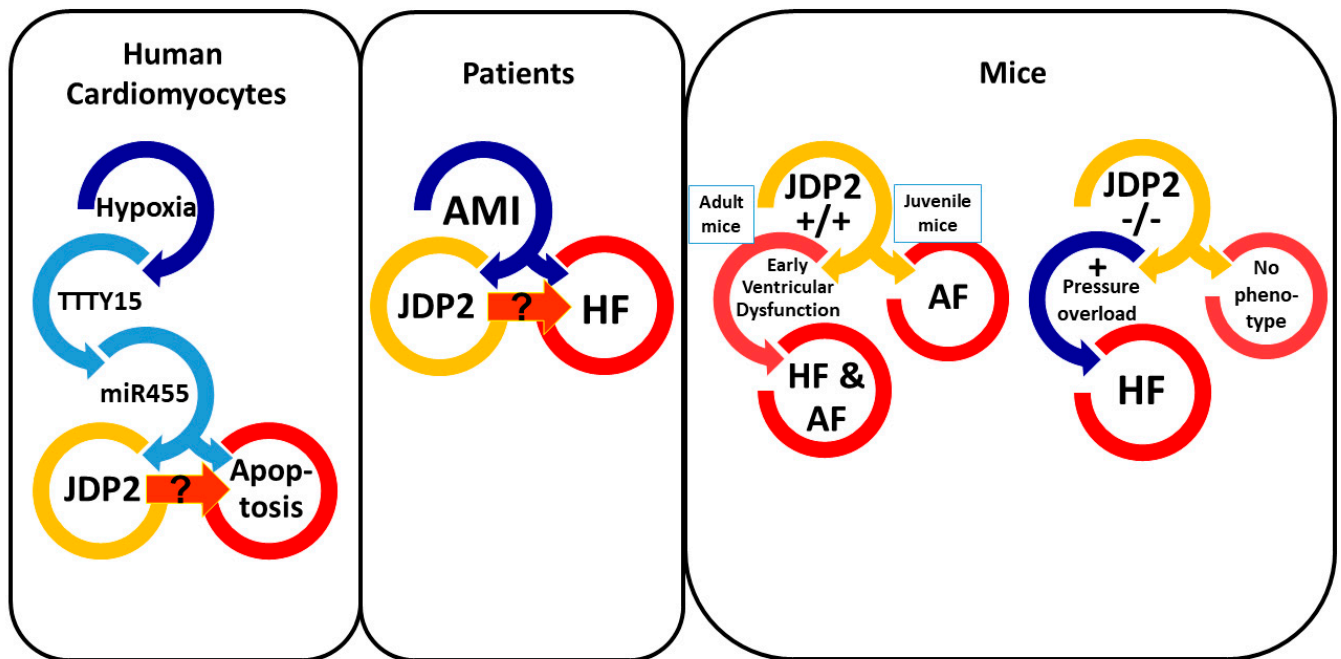 Human
Cardiomyocytes
Hypoxia
TTTY15
miR455
JDP2
?
Apop-
tosis
Patients
AMI
JDP2
?
HF
Mice
JDP2
+/+
Adult
mice
Juvenile
mice
Early
Ventricular
Dysfunction
AF
HF &
AF
JDP2
-/-
+
Pressure
overload
No
pheno-
type
HF